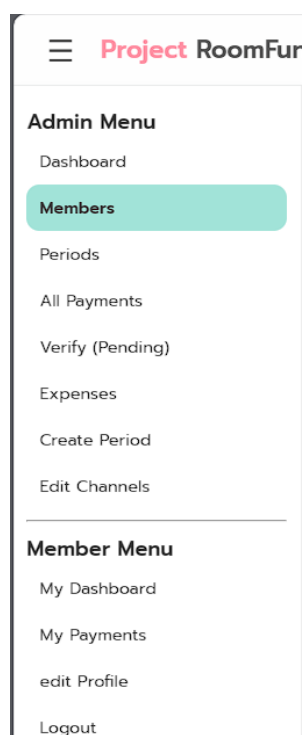 Project RoomFun
Admin Menu
Dashboard
Members
Periods
All Payments
Verify (Pending)
Expenses
Create Period
Edit Channels
Member Menu
My Dashboard
My Payments
edit Profile
Logout